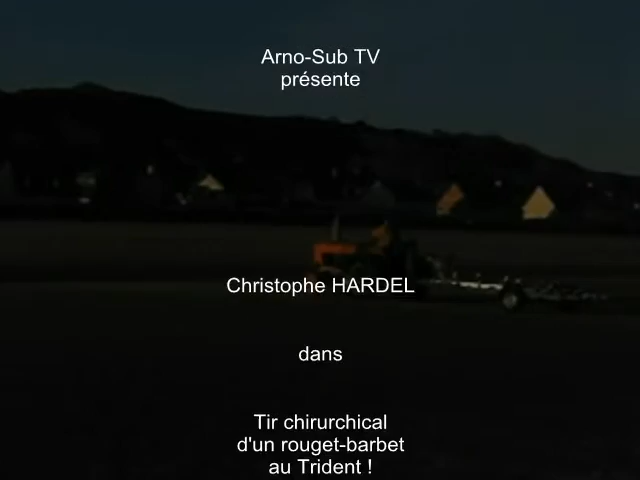 Arno-Sub TV
présente
Christophe HARDEL
dans
Tir chirurchical
d'un rouget-barbet
au Trident !